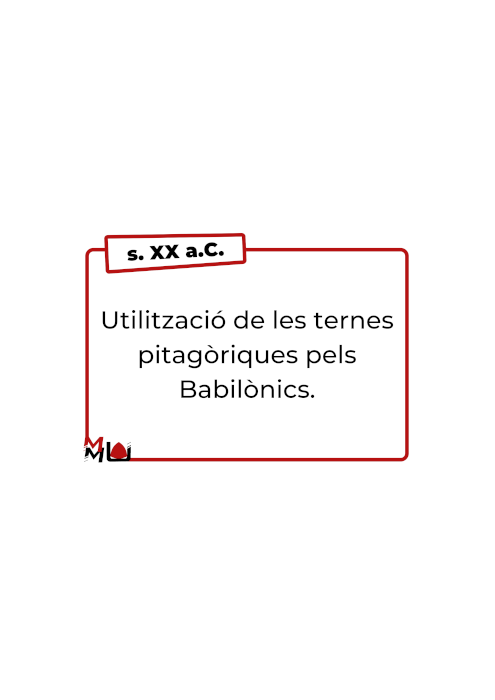 s. XX a.C.
Utilització de les ternes
pitagòriques pels
Babilònics.